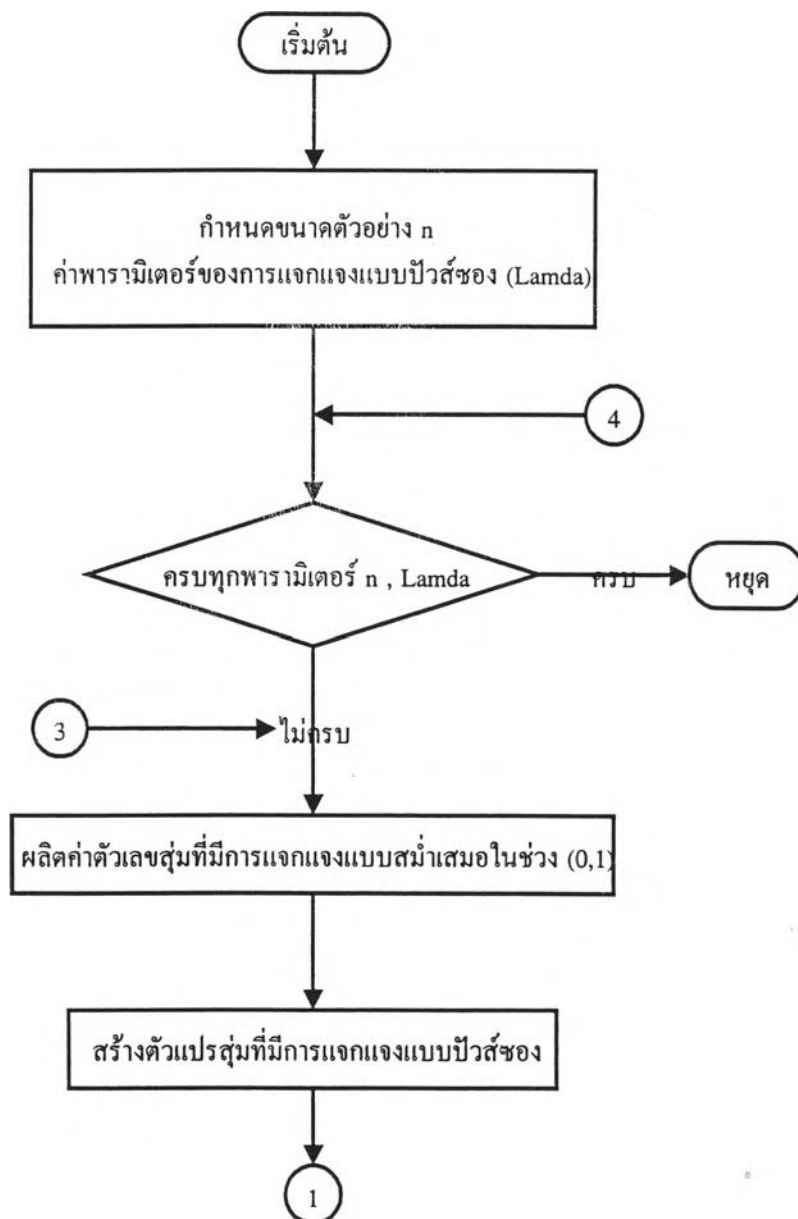 เริ่มต้น
กำหนดขนาดตัวอย่าง n
ค่าพารามิเตอร์ของการแจกแจงแบบปัวส์ซอง (Lamda)
4
ครบทุกพารามิเตอร์ n , Lamda
ครบ
หยุด
3
ไม่ครบ
ผลิตค่าตัวเลขสุ่มที่มีการแจกแจงแบบสม่ำเสมอในช่วง (0,1)
สร้างตัวแปรสุ่มที่มีการแจกแจงแบบปัวส์ซอง
1